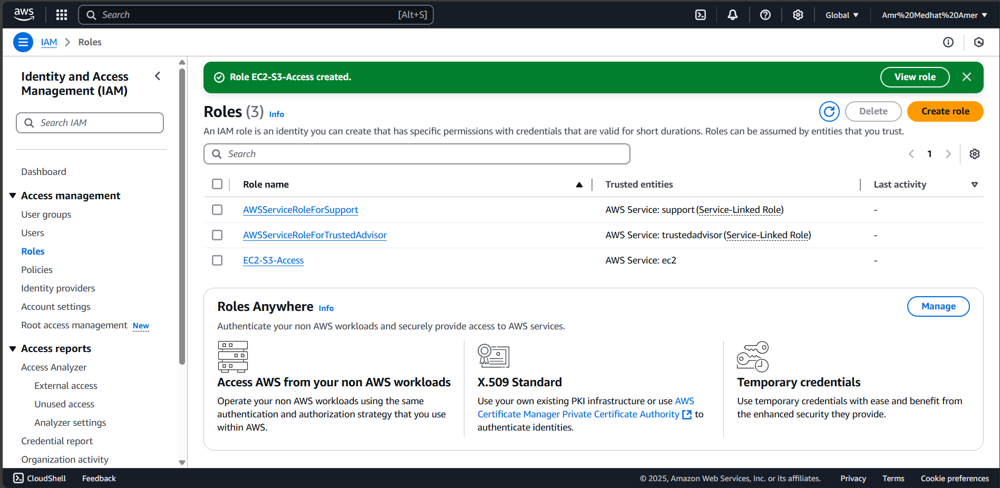 aws
Search [Alt+S]
Global
Amr%20Medhat%20Amer
IAM
Roles
Identity and Access
Management (IAM)
Search IAM
Dashboard
Access management
User groups
Users
Roles
Policies
Identity providers
Account settings
Root access management New
Access reports
Access Analyzer
External access
Unused access
Analyzer settings
Credential report
Organization activity
Role EC2-S3-Access created.
View role
Roles (3) Info
Delete
Create role
An IAM role is an identity you can create that has specific permissions with credentials that are valid for short durations. Roles can be assumed by entities that you trust.
Search
1
Role name Trusted entities Last activity
AWSServiceRoleForSupport AWS Service: support (Service-Linked Role) -
AWSServiceRoleForTrustedAdvisor AWS Service: trustedadvisor (Service-Linked Role) -
EC2-S3-Access AWS Service: ec2 -
Roles Anywhere Info
Manage
Authenticate your non AWS workloads and securely provide access to AWS services.
Access AWS from your non AWS workloads
Operate your non AWS workloads using the same
authentication and authorization strategy that you use
within AWS.
X.509 Standard
Use your own existing PKI infrastructure or use AWS
Certificate Manager Private Certificate Authority to
authenticate identities.
Temporary credentials
Use temporary credentials with ease and benefit from
the enhanced security they provide.
CloudShell
Feedback
© 2025, Amazon Web Services, Inc. or its affiliates.
Privacy
Terms
Cookie preferences